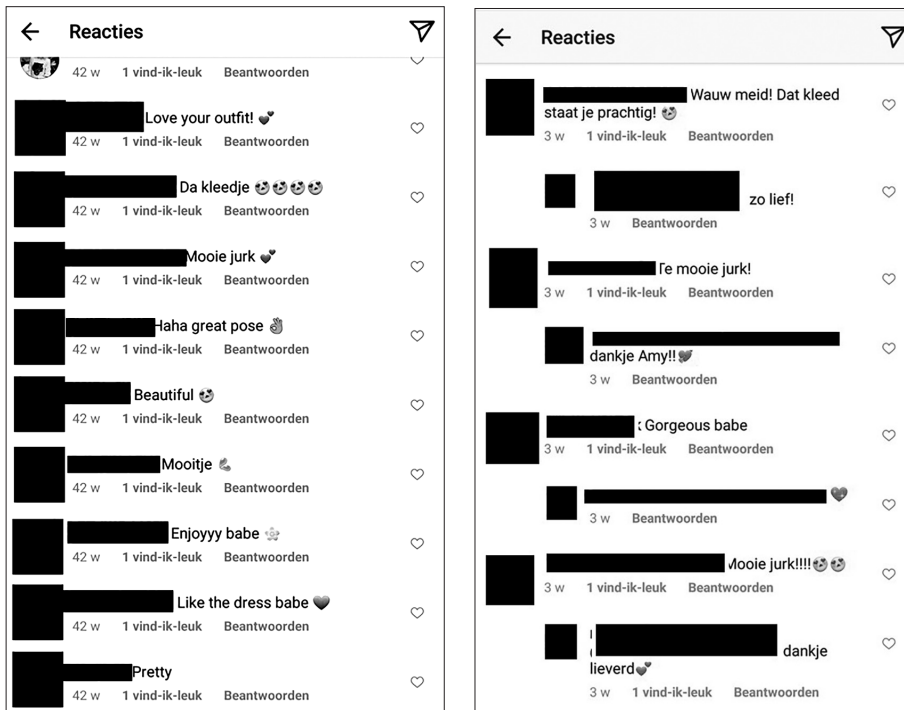 Reacties
42 w 1 vind-ik-leuk Beantwoorden
Love your outfit! 💕
42 w 1 vind-ik-leuk Beantwoorden
Da kleedje 😍😍😍😍
42 w 1 vind-ik-leuk Beantwoorden
Mooie jurk 💕
42 w 1 vind-ik-leuk Beantwoorden
Haha great pose 👌
42 w 1 vind-ik-leuk Beantwoorden
Beautiful 😍
42 w 1 vind-ik-leuk Beantwoorden
Mooitje
42 w 1 vind-ik-leuk Beantwoorden
Enjoyyy babe
42 w 1 vind-ik-leuk Beantwoorden
Like the dress babe ❤
42 w 1 vind-ik-leuk Beantwoorden
Pretty
42 w 1 vind-ik-leuk Beantwoorden
Reacties
Wauw meid! Dat kleed
staat je prachtig! 😍
3 w 1 vind-ik-leuk Beantwoorden
zo lief!
3 w Beantwoorden
Te mooie jurk!
3 w 1 vind-ik-leuk Beantwoorden
dankje Amy!!💘
3 w Beantwoorden
Gorgeous babe
3 w 1 vind-ik-leuk Beantwoorden
💖
3 w Beantwoorden
Mooie jurk!!!!😍😍
3 w 1 vind-ik-leuk Beantwoorden
dankje
lieverd💕
3 w 1 vind-ik-leuk Beantwoorden